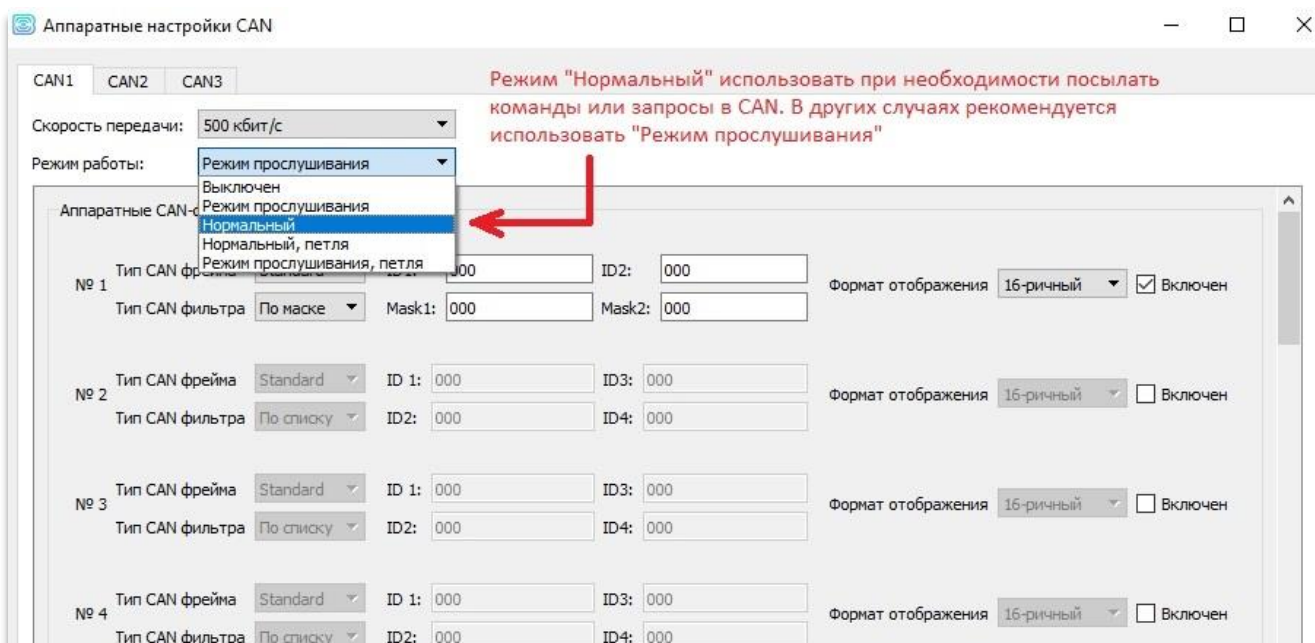 Аппаратные настройки CAN
CAN1 CAN2 CAN3
Режим "Нормальный" использовать при необходимости посылать
команды или запросы в CAN. В других случаях рекомендуется
использовать "Режим прослушивания"
Скорость передачи: 500 кбит/с
Режим работы: Режим прослушивания
Выключен
Аппаратные CAN- Режим прослушивания
Нормальный
Нормальный, петля
Режим прослушивания, петля
№ 1 Тип CAN фрейма 000 ID2: 000
Формат отображения 16-ричный Включен
Тип CAN фильтра По маске Mask1: 000 Mask2: 000
№ 2 Тип CAN фрейма Standard ID 1: 000 ID3: 000
Формат отображения 16-ричный Включен
Тип CAN фильтра По списку ID2: 000 ID4: 000
№ 3 Тип CAN фрейма Standard ID 1: 000 ID3: 000
Формат отображения 16-ричный Включен
Тип CAN фильтра По списку ID2: 000 ID4: 000
№ 4 Тип CAN фрейма Standard ID 1: 000 ID3: 000
Формат отображения 16-ричный Включен
Тип CAN фильтра По списку ID2: 000 ID4: 000